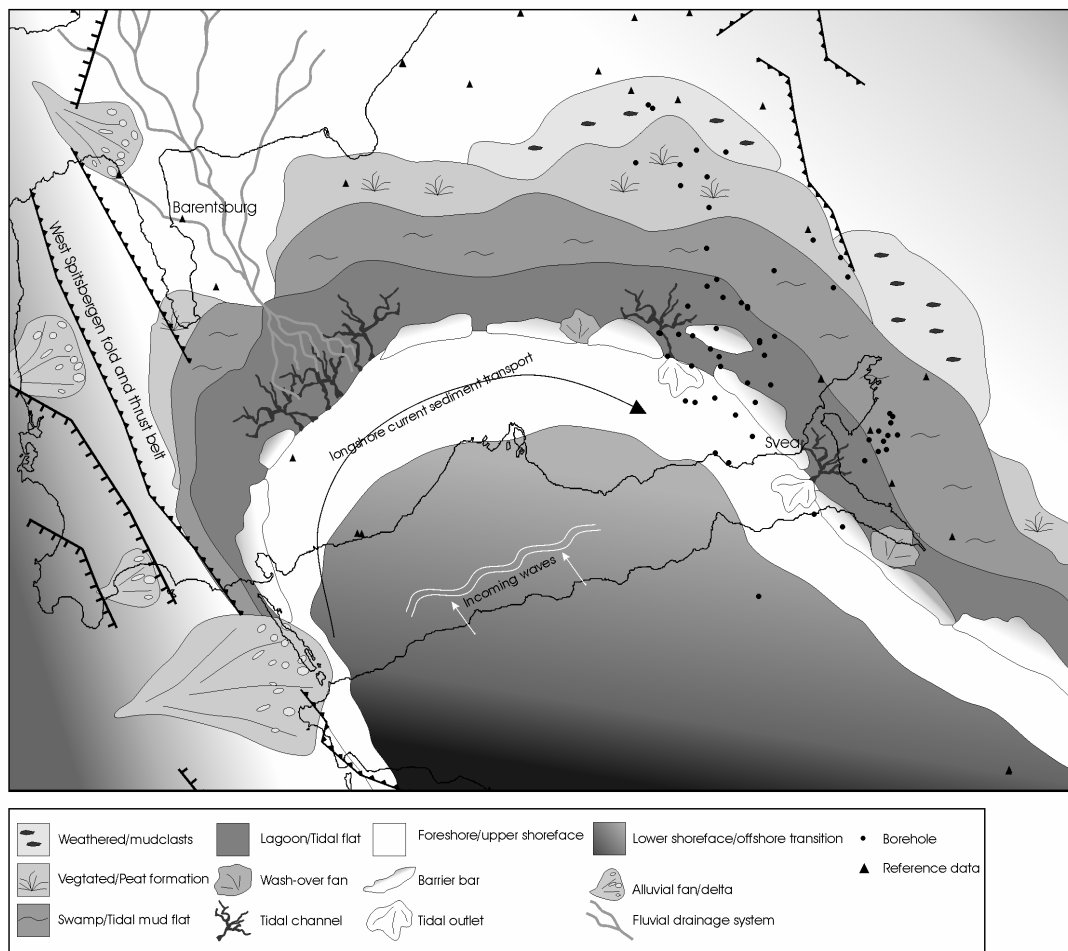 Barentsburg
West Spitsbergen fold and thrust belt
longshore current sediment transport
Svea
Incoming waves
Weathered/mudclasts
Lagoon/Tidal flat
Foreshore/upper shoreface
Lower shoreface/offshore transition
Borehole
Vegtated/Peat formation
Wash-over fan
Barrier bar
Alluvial fan/delta
Reference data
Swamp/Tidal mud flat
Tidal channel
Tidal outlet
Fluvial drainage system